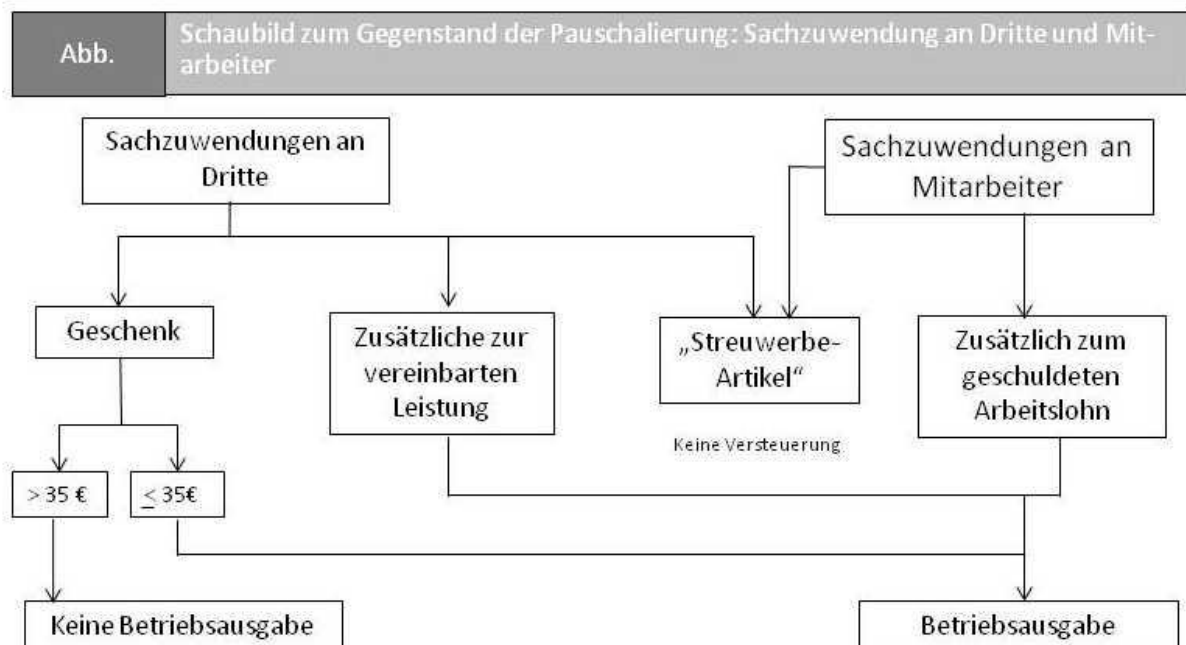 Abb.
Schaubild zum Gegenstand der Pauschalierung: Sachzuwendung an Dritte und Mit-
arbeiter
Sachzuwendungen an
Dritte
Sachzuwendungen an
Mitarbeiter
Geschenk
Zusätzliche zur
vereinbarten
Leistung
„Streuwerbe-
Artikel“
Zusätzlich zum
geschuldeten
Arbeitslohn
Keine Versteuerung
> 35 €
≤ 35€
Keine Betriebsausgabe
Betriebsausgabe